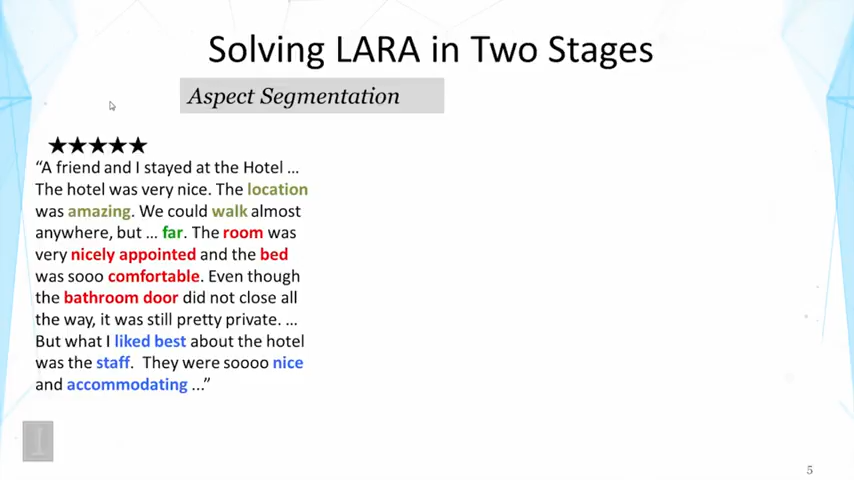 Solving LARA in Two Stages
Aspect Segmentation
★★★★★
“A friend and I stayed at the Hotel ...
The hotel was very nice. The location
was amazing. We could walk almost
anywhere, but ... far. The room was
very nicely appointed and the bed
was sooo comfortable. Even though
the bathroom door did not close all
the way, it was still pretty private. ...
But what I liked best about the hotel
was the staff. They were soooo nice
and accommodating ...”
I
5